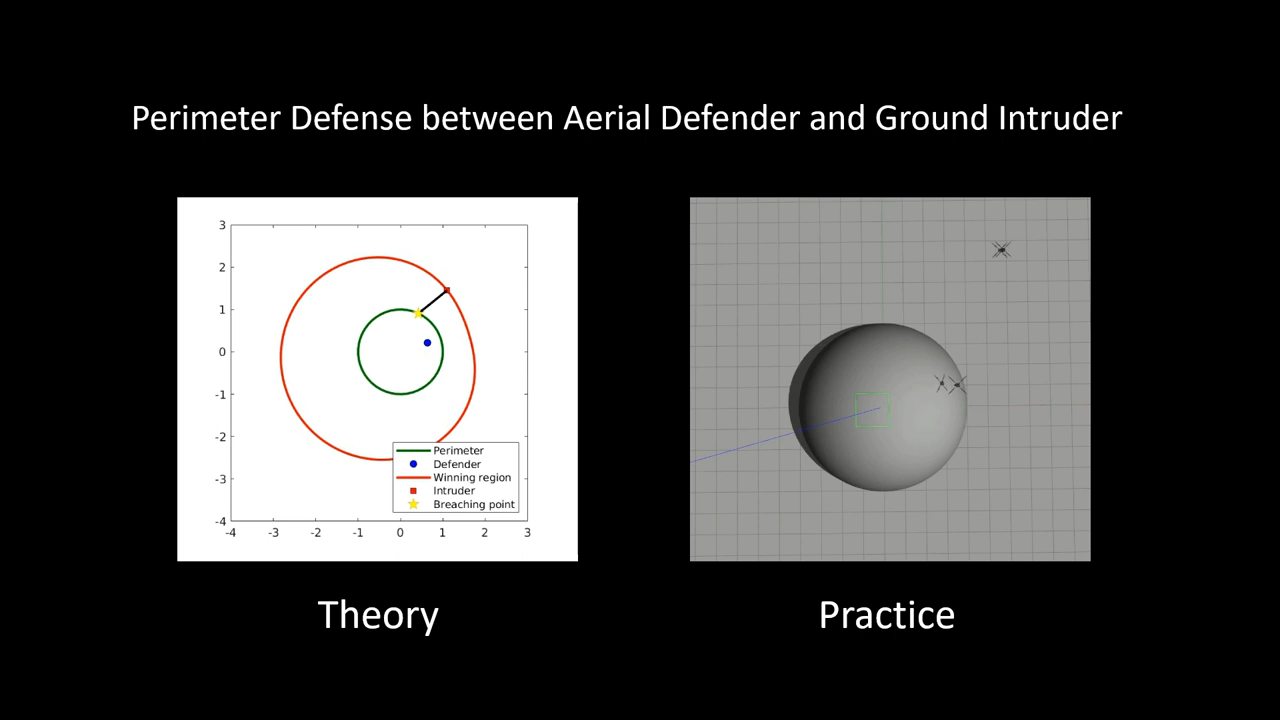 Perimeter Defense between Aerial Defender and Ground Intruder
3
2
1
0
-1
-2
-3
-4
-4
-3
-2
-1
0
1
2
3
Perimeter
Defender
Winning region
Intruder
Breaching point
Theory
Practice